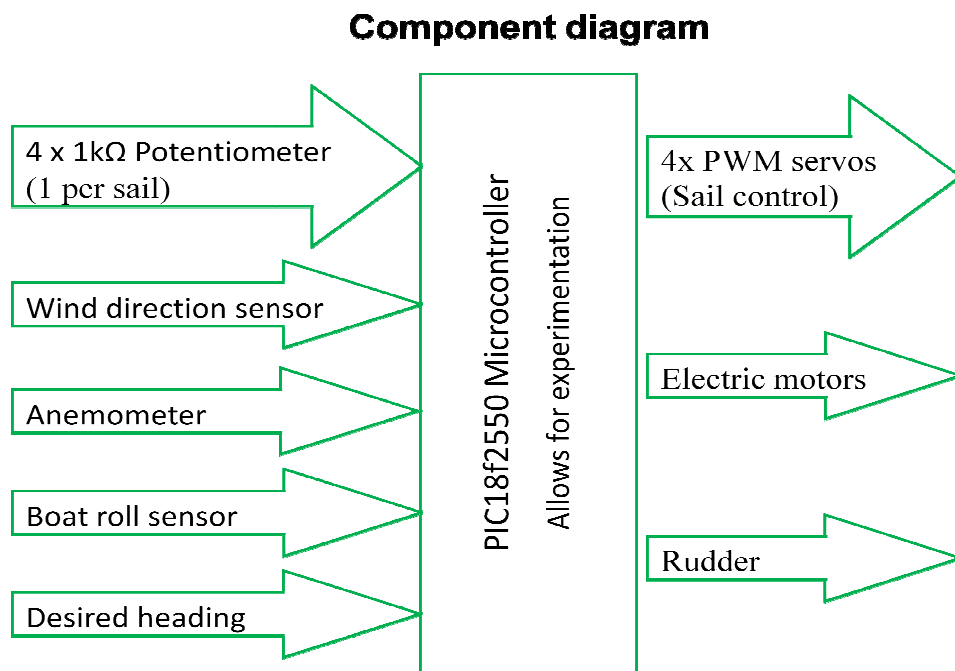 Component diagram
4 x 1kΩ Potentiometer
(1 per sail)
Wind direction sensor
Anemometer
Boat roll sensor
Desired heading
PIC18f2550 Microcontroller
Allows for experimentation
4x PWM servos
(Sail control)
Electric motors
Rudder